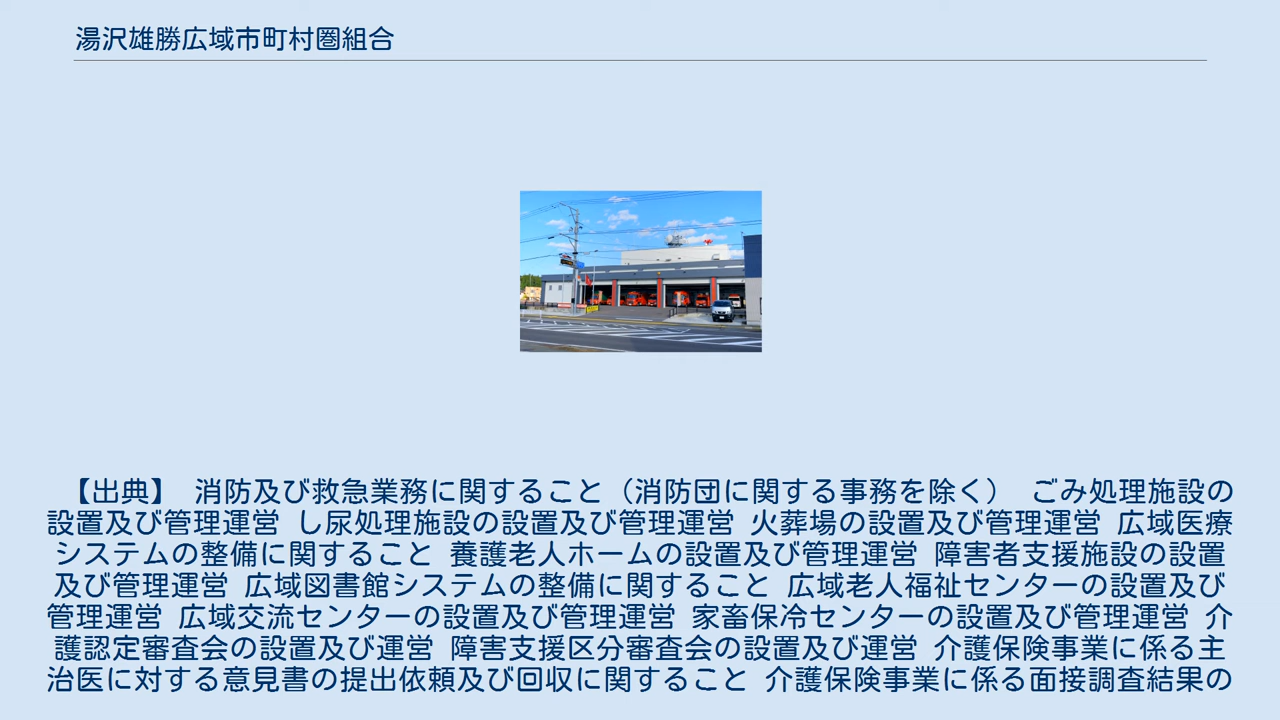 湯沢雄勝広域市町村圏組合
【出典】 消防及び救急業務に関すること（消防団に関する事務を除く） ごみ処理施設の
設置及び管理運営 し尿処理施設の設置及び管理運営 火葬場の設置及び管理運営 広域医療
システムの整備に関すること 養護老人ホームの設置及び管理運営 障害者支援施設の設置
及び管理運営 広域図書館システムの整備に関すること 広域老人福祉センターの設置及び
管理運営 広域交流センターの設置及び管理運営 家畜保冷センターの設置及び管理運営 介
護認定審査会の設置及び運営 障害支援区分審査会の設置及び運営 介護保険事業に係る主
治医に対する意見書の提出依頼及び回収に関すること 介護保険事業に係る面接調査結果の